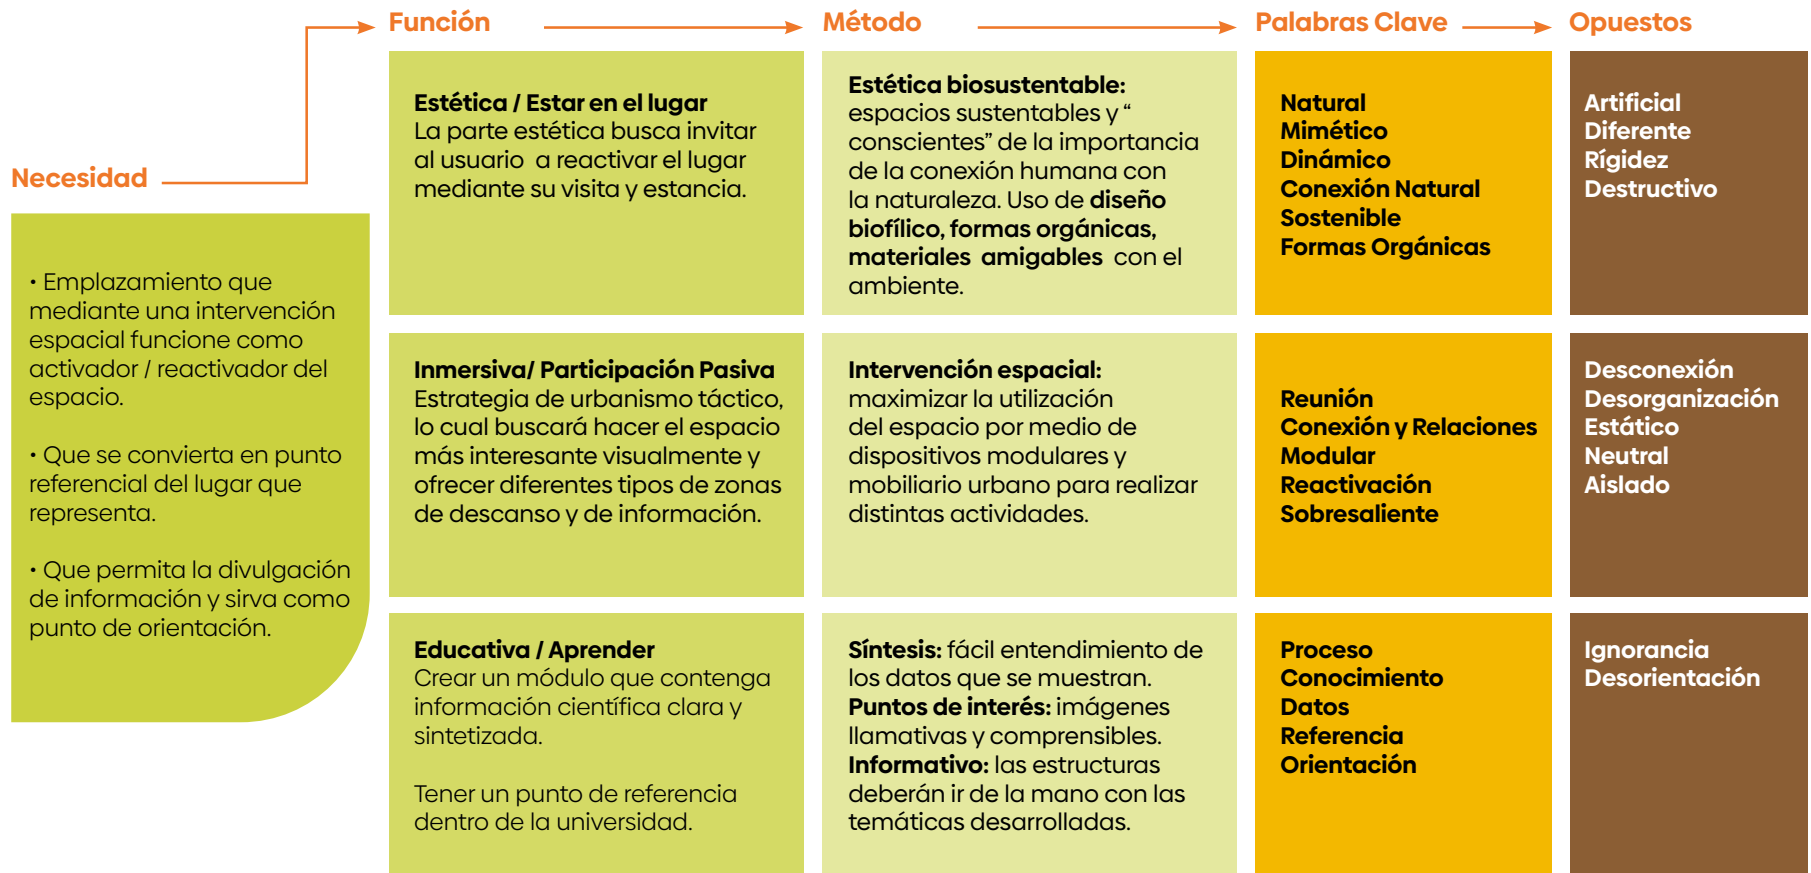 Necesidad
• Emplazamiento que
mediante una intervención
espacial funcione como
activador / reactivador del
espacio.
• Que se convierta en punto
referencial del lugar que
representa.
• Que permita la divulgación
de información y sirva como
punto de orientación.
Función
Estética / Estar en el lugar
La parte estética busca invitar
al usuario a reactivar el lugar
mediante su visita y estancia.
Inmersiva/ Participación Pasiva
Estrategia de urbanismo táctico,
lo cual buscará hacer el espacio
más interesante visualmente y
ofrecer diferentes tipos de zonas
de descanso y de información.
Educativa / Aprender
Crear un módulo que contenga
información científica clara y
sintetizada.
Tener un punto de referencia
dentro de la universidad.
Método
Estética biosustentable:
espacios sustentables y “
conscientes” de la importancia
de la conexión humana con
la naturaleza. Uso de diseño
biofílico, formas orgánicas,
materiales amigables con el
ambiente.
Intervención espacial:
maximizar la utilización
del espacio por medio de
dispositivos modulares y
mobiliario urbano para realizar
distintas actividades.
Síntesis: fácil entendimiento de
los datos que se muestran.
Puntos de interés: imágenes
llamativas y comprensibles.
Informativo: las estructuras
deberán ir de la mano con las
temáticas desarrolladas.
Palabras Clave
Natural
Mimético
Dinámico
Conexión Natural
Sostenible
Formas Orgánicas
Reunión
Conexión y Relaciones
Modular
Reactivación
Sobresaliente
Proceso
Conocimiento
Datos
Referencia
Orientación
Opuestos
Artificial
Diferente
Rígidez
Destructivo
Desconexión
Desorganización
Estático
Neutral
Aislado
Ignorancia
Desorientación